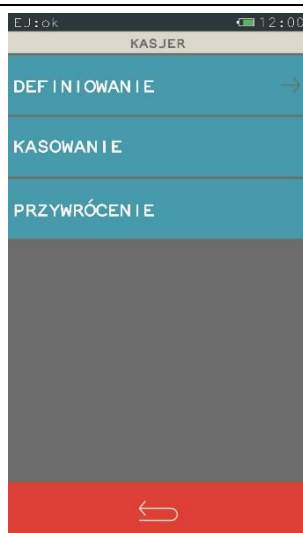 EJ:ok 12:00
KASJER
DEFINIOWANIE
KASOWANIE
PRZYWRÓCENIE